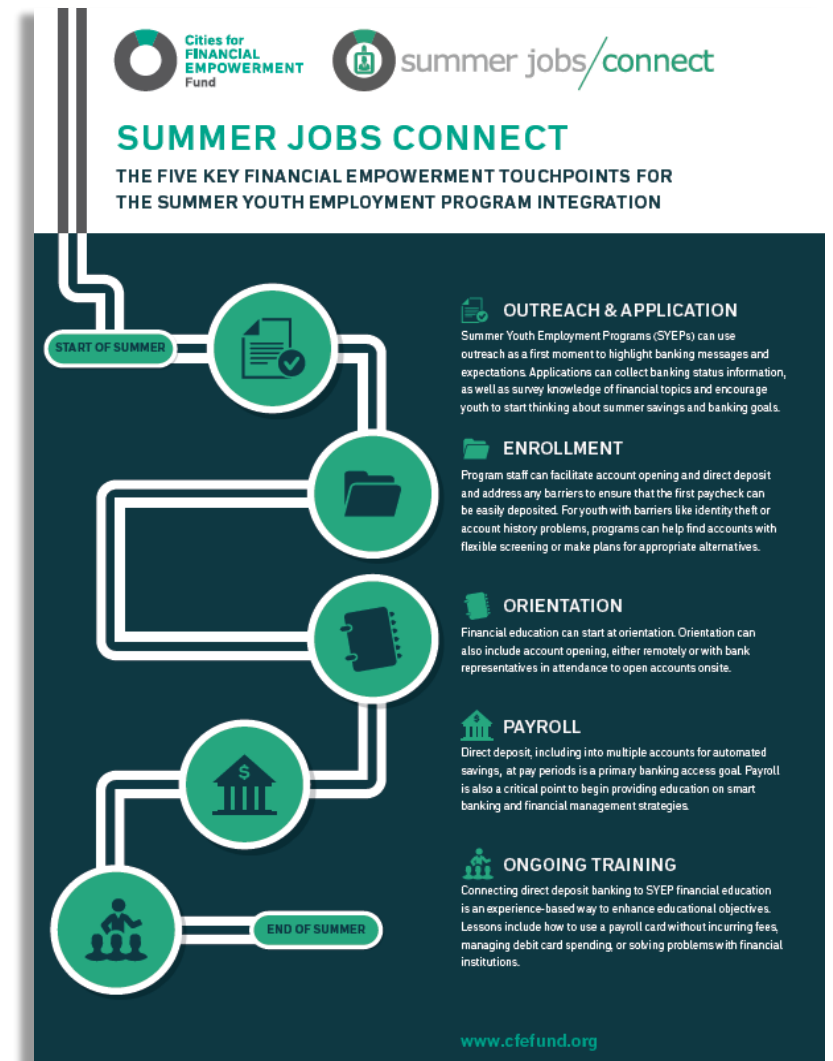 Cities for
FINANCIAL
EMPOWERMENT
Fund
summer jobs/connect
SUMMER JOBS CONNECT
THE FIVE KEY FINANCIAL EMPOWERMENT TOUCHPOINTS FOR
THE SUMMER YOUTH EMPLOYMENT PROGRAM INTEGRATION
START OF SUMMER
OUTREACH & APPLICATION
Summer Youth Employment Programs (SYEPs) can use
outreach as a first moment to highlight banking messages and
expectations. Applications can collect banking status information,
as well as survey knowledge of financial topics and encourage
youth to start thinking about summer savings and banking goals.
ENROLLMENT
Program staff can facilitate account opening and direct deposit
and address any barriers to ensure that the first paycheck can
be easily deposited. For youth with barriers like identity theft or
account history problems, programs can help find accounts with
flexible screening or make plans for appropriate alternatives.
ORIENTATION
Financial education can start at orientation. Orientation can
also include account opening, either remotely or with bank
representatives in attendance to open accounts onsite.
$
$
PAYROLL
Direct deposit, including into multiple accounts for automated
savings, at pay periods is a primary banking access goal. Payroll
is also a critical point to begin providing education on smart
banking and financial management strategies.
ONGOING TRAINING
Connecting direct deposit banking to SYEP financial education
is an experience-based way to enhance educational objectives.
Lessons include how to use a payroll card without incurring fees,
managing debit card spending, or solving problems with financial
institutions.
END OF SUMMER
www.cfefund.org